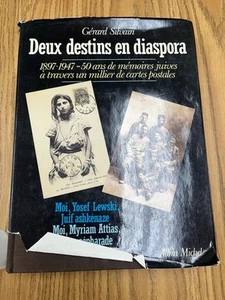 Gérard Silvain
Deux destins en diaspora
1897-1947 - 50 ans de mémoires juives
à travers un millier de cartes postales
Moi, Yosef Lewski,
Juif ashkénaze
Moi, Myriam Attias,
Albin Michel